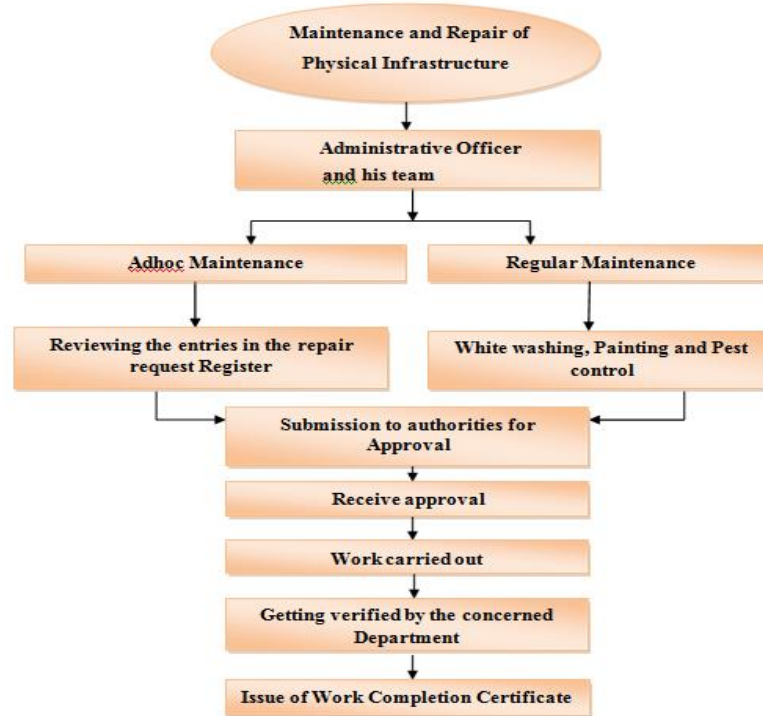 Maintenance and Repair of
Physical Infrastructure
Administrative Officer
and his team
Adhoc Maintenance
Regular Maintenance
Reviewing the entries in the repair
request Register
White washing, Painting and Pest
control
Submission to authorities for
Approval
Receive approval
Work carried out
Getting verified by the concerned
Department
Issue of Work Completion Certificate